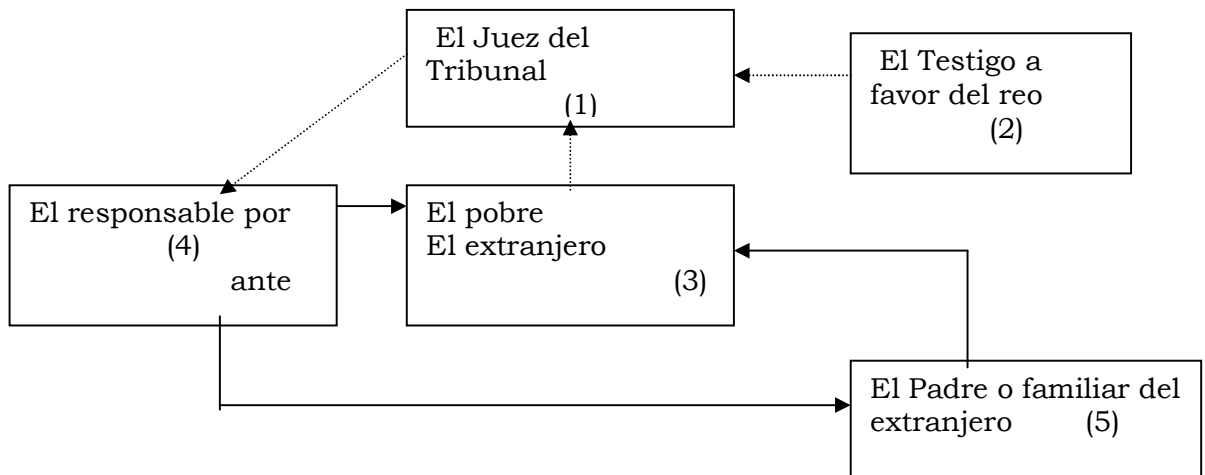 El Juez del
Tribunal
(1)
El Testigo a
favor del reo
(2)
El responsable por
(4)
ante
El pobre
El extranjero
(3)
El Padre o familiar del
extranjero (5)